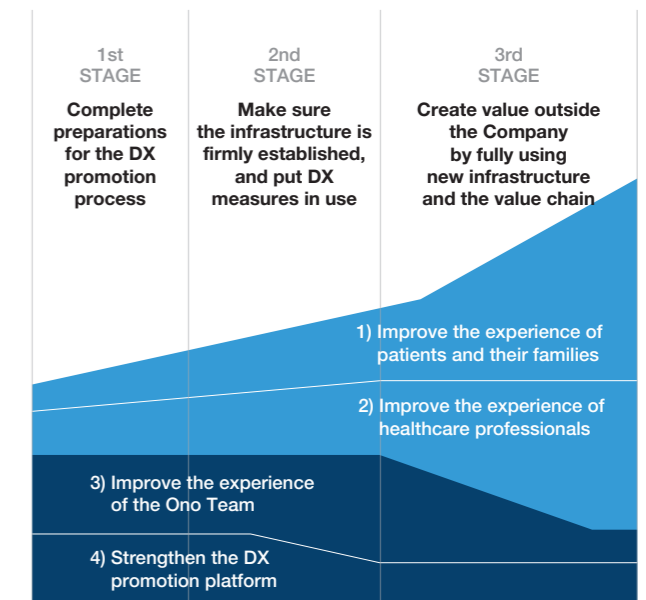 1st
STAGE
Complete
preparations
for the DX
promotion
process
2nd
STAGE
Make sure
the infrastructure is
firmly established,
and put DX
measures in use
3rd
STAGE
Create value outside
the Company
by fully using
new infrastructure
and the value chain
1) Improve the experience of
patients and their families
2) Improve the experience of
healthcare professionals
3) Improve the experience
of the Ono Team
4) Strengthen the DX
promotion platform